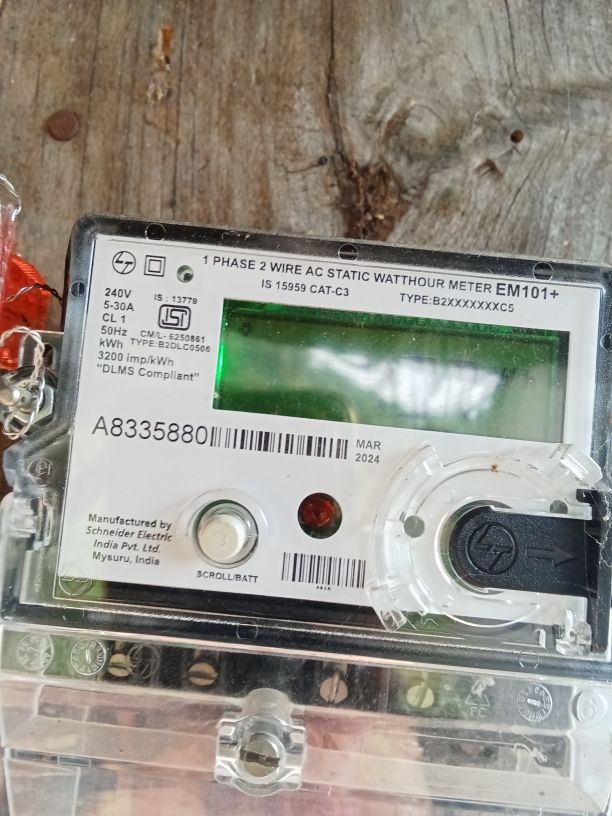 1 PHASE 2 WIRE AC STATIC WATTHOUR METER EM101+
IS 15959 CAT-C3 TYPE:B2XXXXXXXC5
240V
5-30A
CL 1
50Hz
kWh
3200 imp/kWh
"DLMS Compliant"
IS : 13779
ISI
CM/L- 6250861
TYPE:B2DLC0506
A8335880
MAR
2024
Manufactured by
Schneider Electric
India Pvt. Ltd.
Mysuru, India
SCROLL/BATT